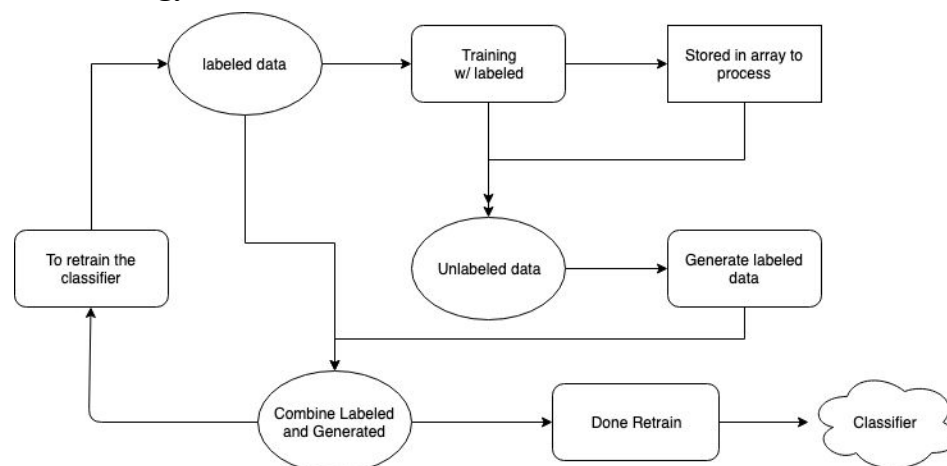 labeled data
Training
w/ labeled
Stored in array to
process
To retrain the
classifier
Unlabeled data
Generate labeled
data
Combine Labeled
and Generated
Done Retrain
Classifier